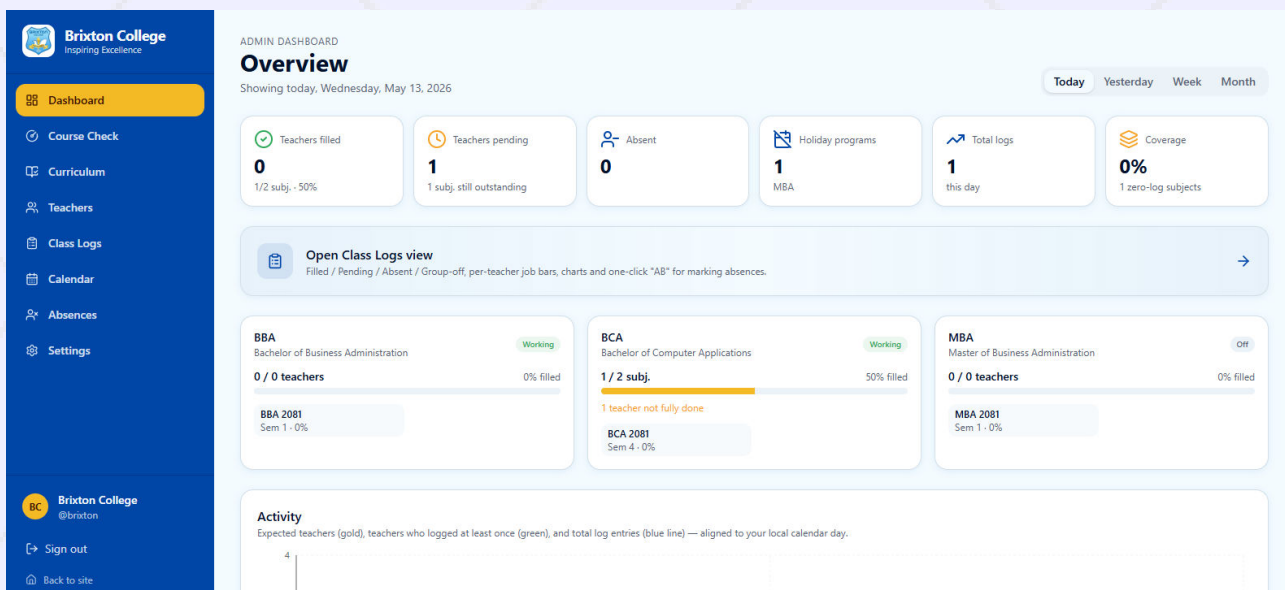 Brixton College
Inspiring Excellence
Dashboard
Course Check
Curriculum
Teachers
Class Logs
Calendar
Absences
Settings
BC
Brixton College
@brixton
Sign out
Back to site
ADMIN DASHBOARD
Overview
Showing today, Wednesday, May 13, 2026
Today Yesterday Week Month
Teachers filled
0
1/2 subj. · 50%
Teachers pending
1
1 subj. still outstanding
Absent
0
Holiday programs
1
MBA
Total logs
1
this day
Coverage
0%
1 zero-log subjects
Open Class Logs view
Filled / Pending / Absent / Group-off, per-teacher job bars, charts and one-click "AB" for marking absences.
BBA
Bachelor of Business Administration
Working
0 / 0 teachers 0% filled
BBA 2081
Sem 1 · 0%
BCA
Bachelor of Computer Applications
Working
1 / 2 subj. 50% filled
1 teacher not fully done
BCA 2081
Sem 4 · 0%
MBA
Master of Business Administration
Off
0 / 0 teachers 0% filled
MBA 2081
Sem 1 · 0%
Activity
Expected teachers (gold), teachers who logged at least once (green), and total log entries (blue line) — aligned to your local calendar day.
4